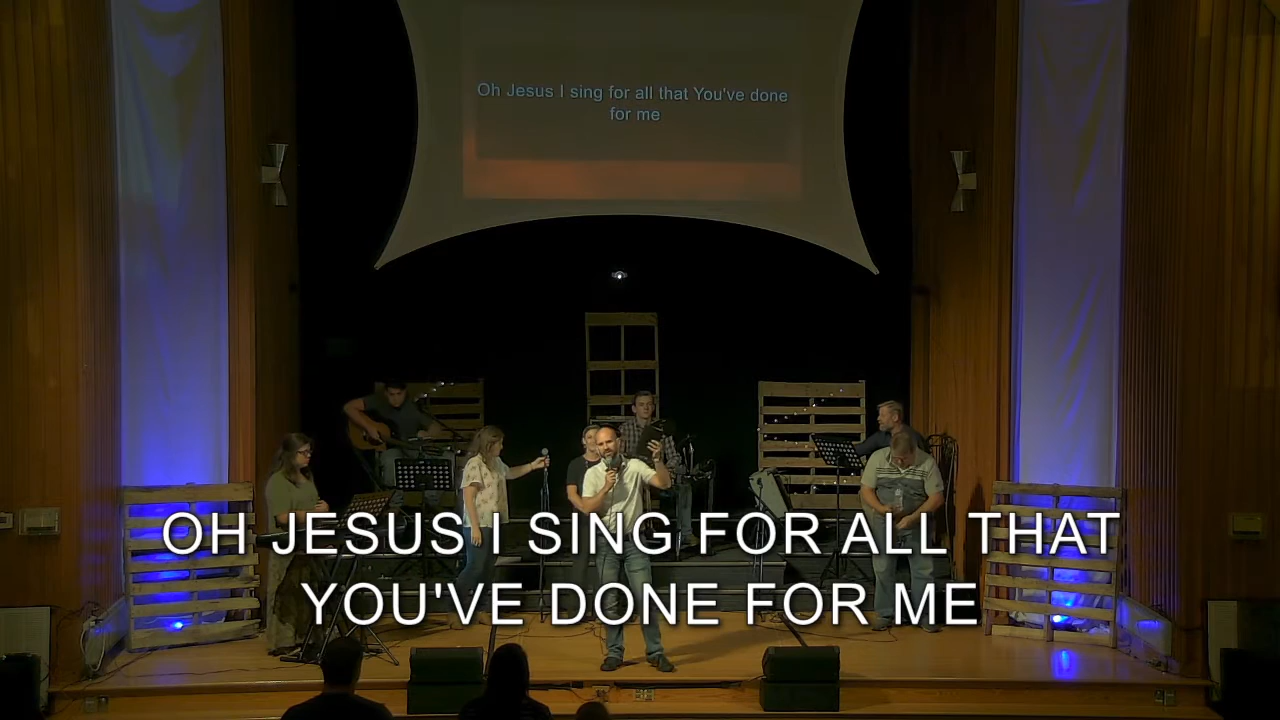 Oh Jesus I sing for all that You've done
for me
OH JESUS I SING FOR ALL THAT
YOU'VE DONE FOR ME